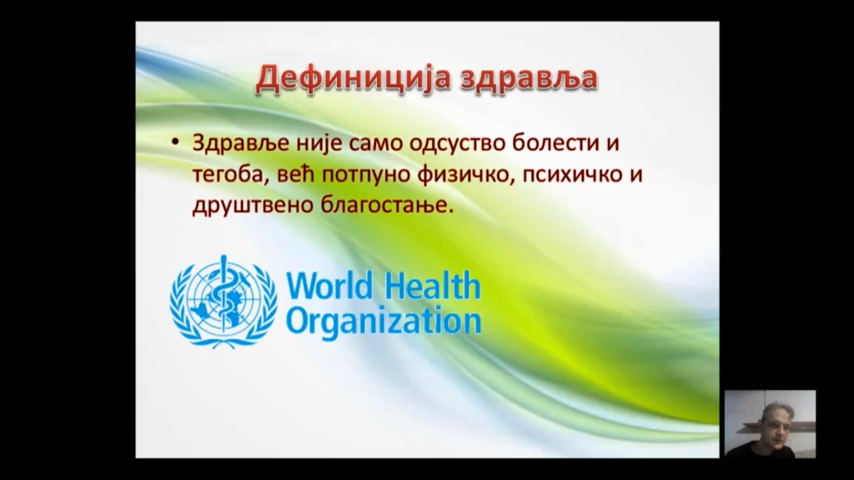 Дефиниција здравља
• Здравље није само одсуство болести и
тегоба, већ потпуно физичко, психичко и
друштвено благостање.
World Health
Organization